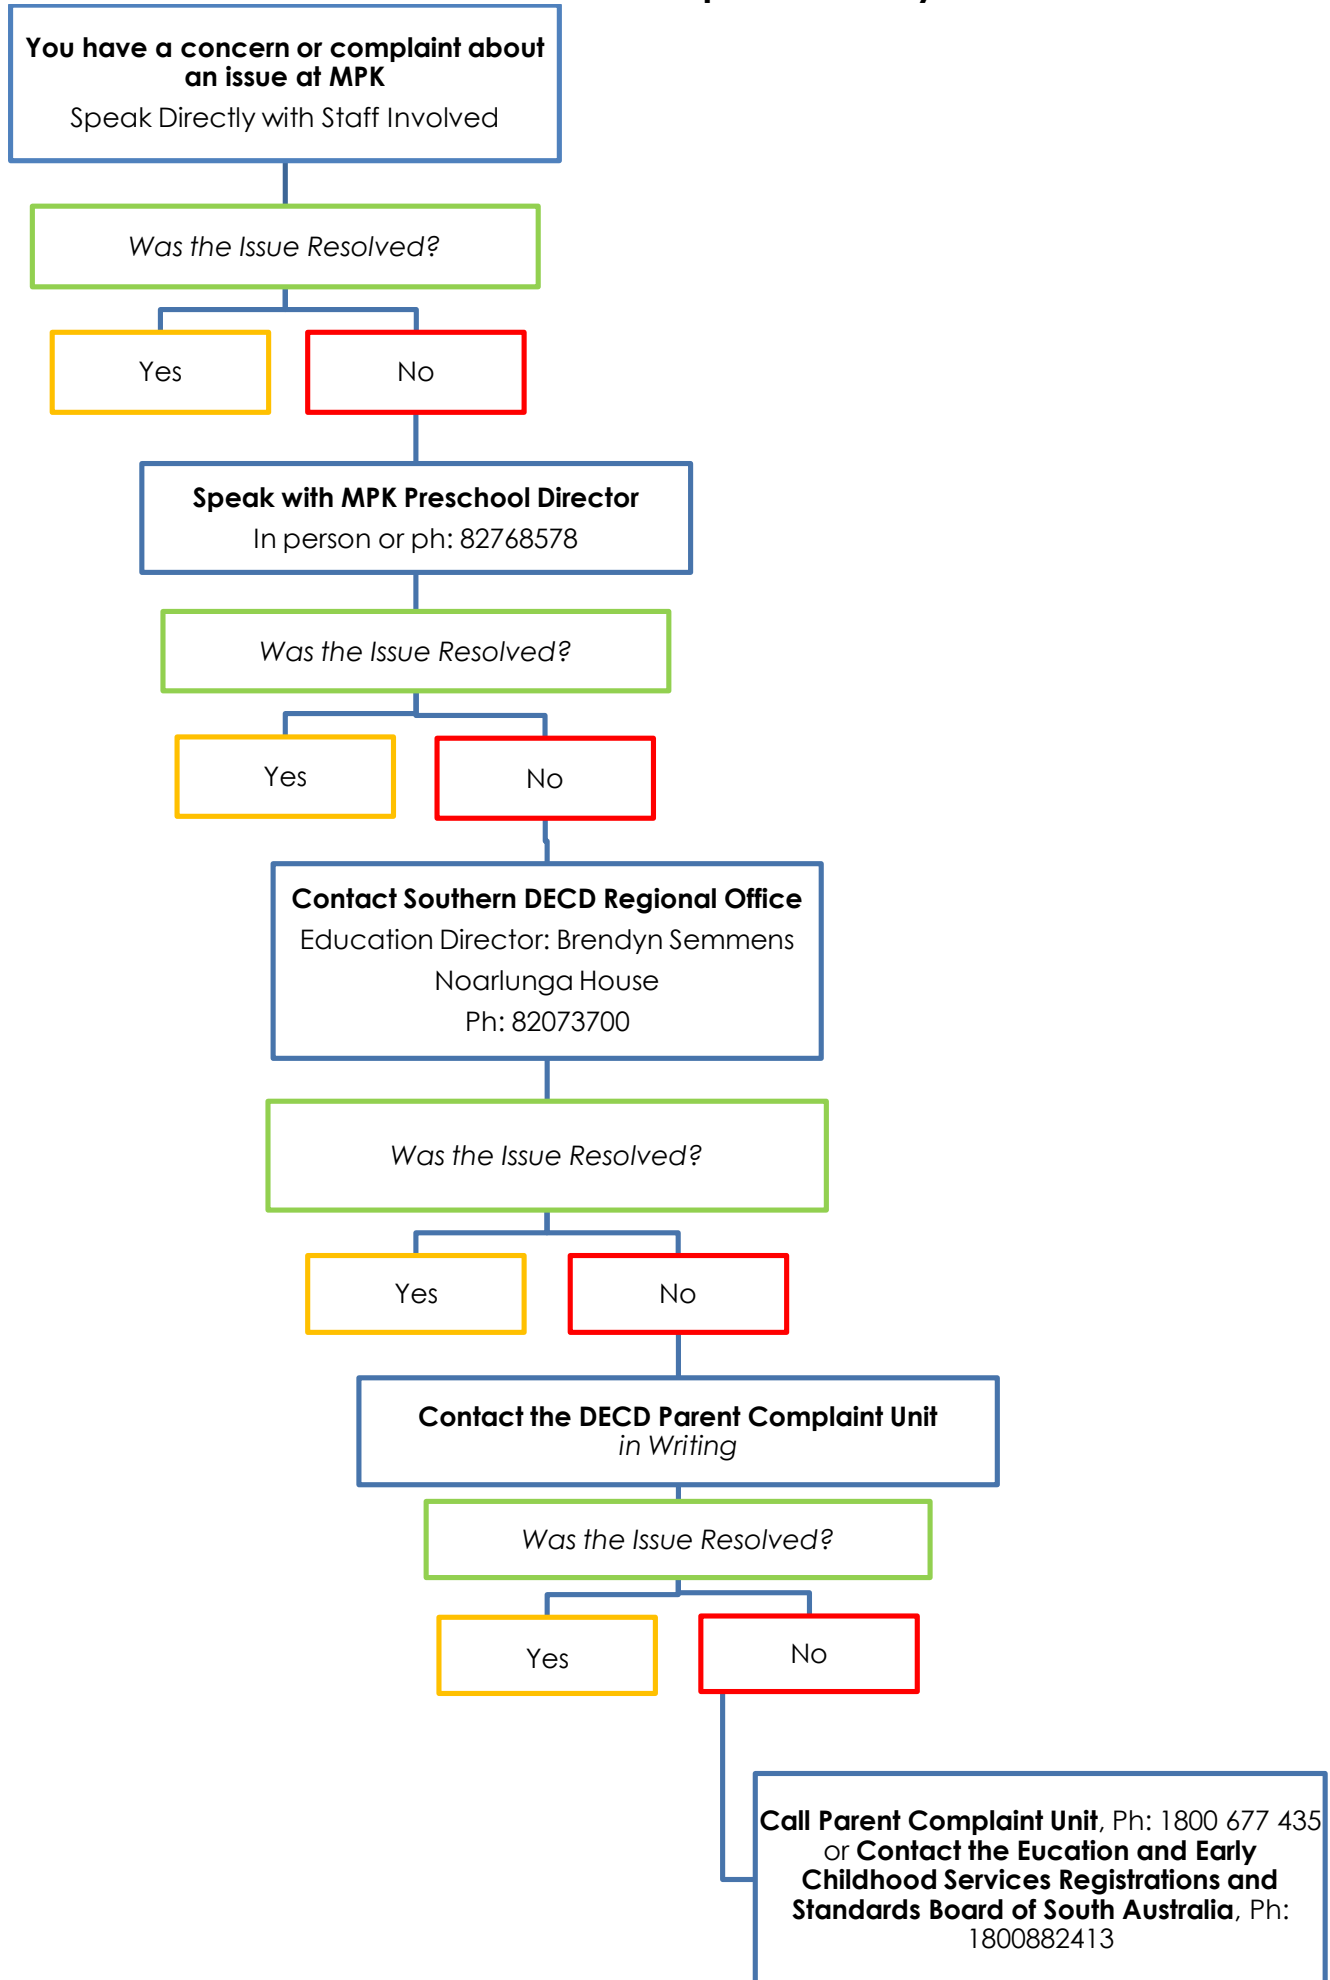 You have a concern or complaint about
an issue at MPK
Speak Directly with Staff Involved
Was the Issue Resolved?
Yes
No
Speak with MPK Preschool Director
In person or ph: 82768578
Was the Issue Resolved?
Yes
No
Contact Southern DECD Regional Office
Education Director: Brendyn Semmens
Noarlunga House
Ph: 82073700
Was the Issue Resolved?
Yes
No
Contact the DECD Parent Complaint Unit
in Writing
Was the Issue Resolved?
Yes
No
Call Parent Complaint Unit, Ph: 1800 677 435
or Contact the Eucation and Early
Childhood Services Registrations and
Standards Board of South Australia, Ph:
1800882413